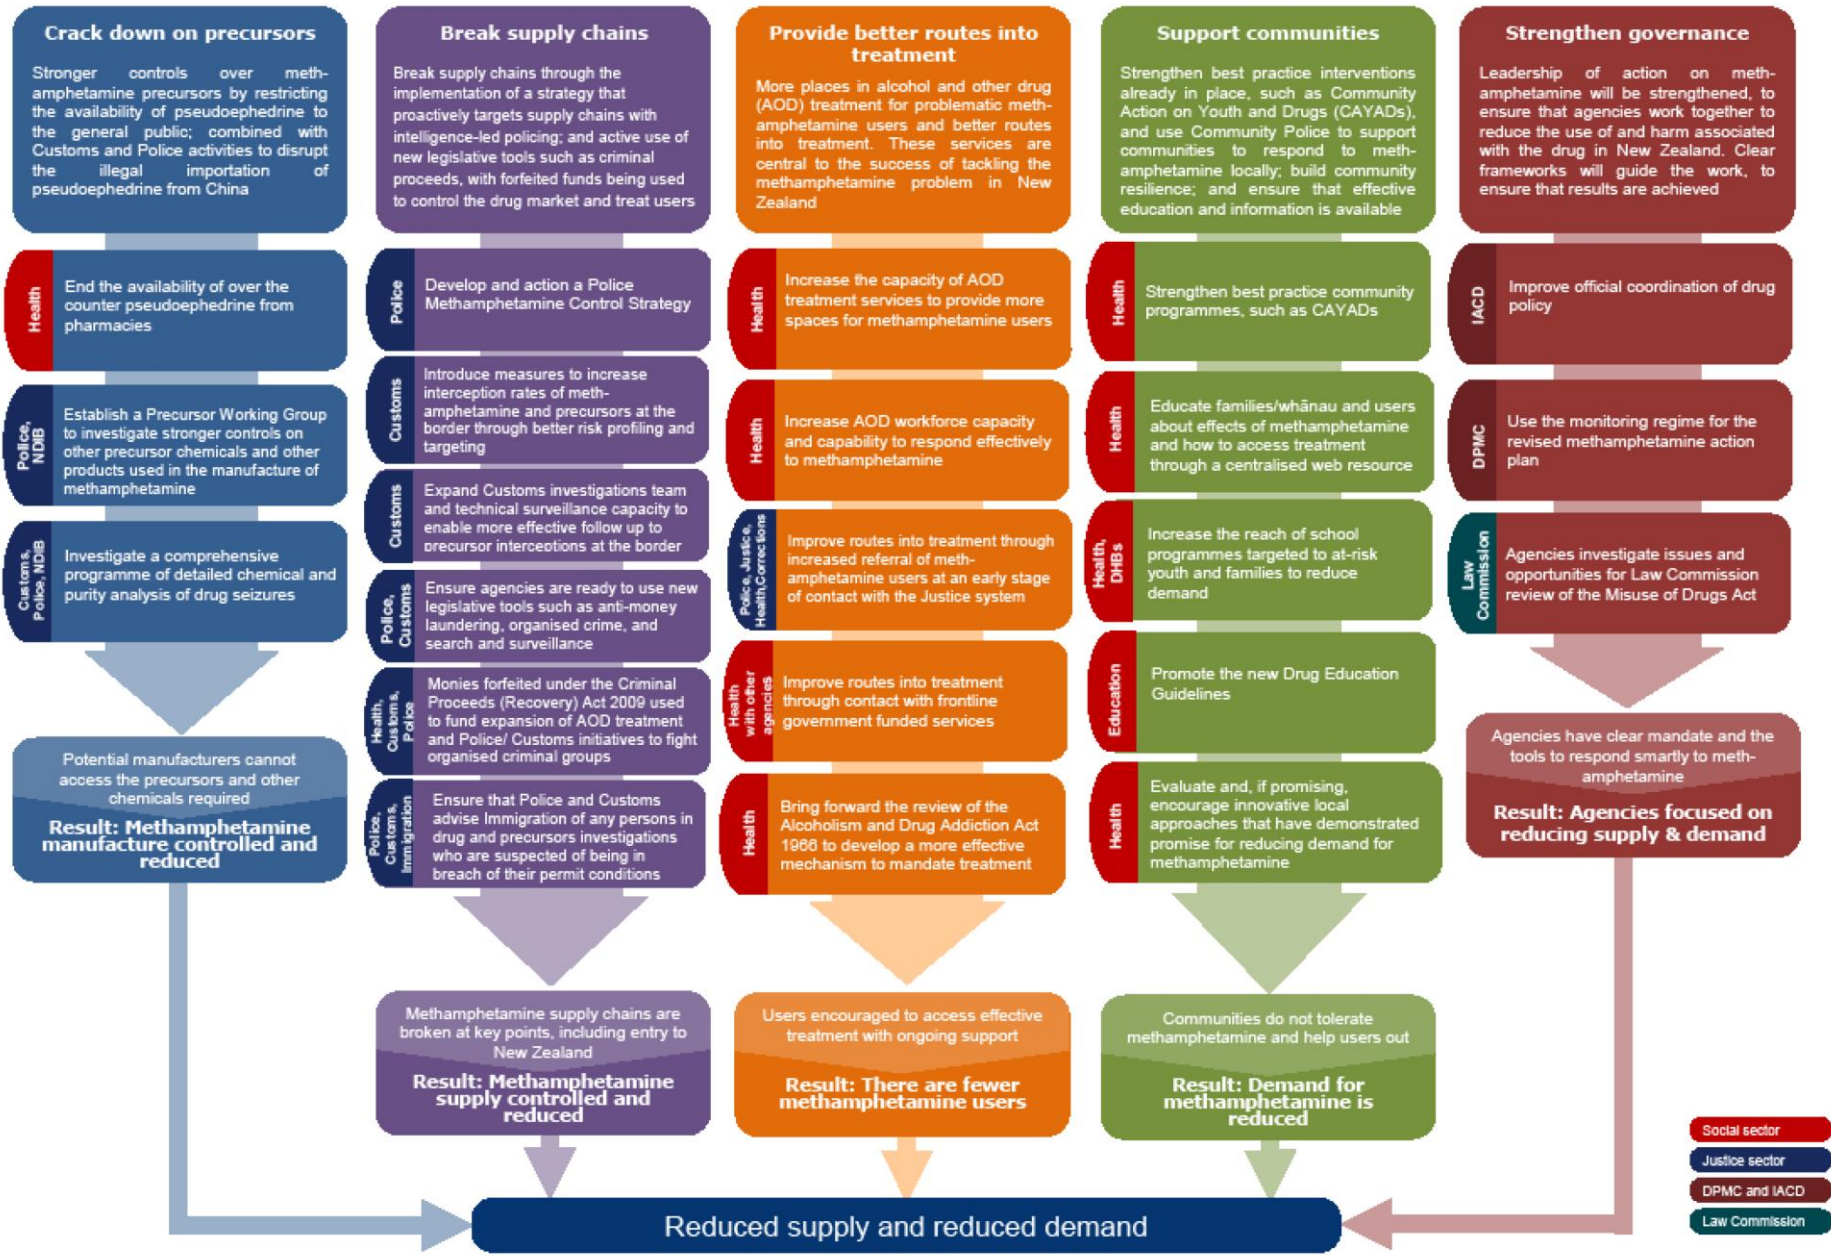 Crack down on precursors
Stronger controls over meth-
amphetamine precursors by restricting
the availability of pseudoephedrine to
the general public; combined with
Customs and Police activities to disrupt
the illegal importation of
pseudoephedrine from China
Health
End the availability of over the
counter pseudoephedrine from
pharmacies
Police,
NDIB
Establish a Precursor Working Group
to investigate stronger controls on
other precursor chemicals and other
products used in the manufacture of
methamphetamine
Customs,
Police, NDIB
Investigate a comprehensive
programme of detailed chemical and
purity analysis of drug seizures
Potential manufacturers cannot
access the precursors and other
chemicals required
Result: Methamphetamine
manufacture controlled and
reduced
Break supply chains
Break supply chains through the
implementation of a strategy that
proactively targets supply chains with
intelligence-led policing; and active use of
new legislative tools such as criminal
proceeds, with forfeited funds being used
to control the drug market and treat users
Police
Develop and action a Police
Methamphetamine Control Strategy
Customs
Introduce measures to increase
interception rates of meth-
amphetamine and precursors at the
border through better risk profiling and
targeting
Customs
Expand Customs investigations team
and technical surveillance capacity to
enable more effective follow up to
precursor interceptions at the border
Police,
Customs
Ensure agencies are ready to use new
legislative tools such as anti-money
laundering, organised crime, and
search and surveillance
Health,
Customs,
Police
Monies forfeited under the Criminal
Proceeds (Recovery) Act 2009 used
to fund expansion of AOD treatment
and Police/ Customs initiatives to fight
organised criminal groups
Police,
Customs,
Immigration
Ensure that Police and Customs
advise Immigration of any persons in
drug and precursors investigations
who are suspected of being in
breach of their permit conditions
Methamphetamine supply chains are
broken at key points, including entry to
New Zealand
Result: Methamphetamine
supply controlled and
reduced
Provide better routes into
treatment
More places in alcohol and other drug
(AOD) treatment for problematic meth-
amphetamine users and better routes
into treatment. These services are
central to the success of tackling the
methamphetamine problem in New
Zealand
Health
Increase the capacity of AOD
treatment services to provide more
spaces for methamphetamine users
Health
Increase AOD workforce capacity
and capability to respond effectively
to methamphetamine
Police, Justice,
Health,Corrections
Improve routes into treatment through
increased referral of meth-
amphetamine users at an early stage
of contact with the Justice system
Health
with other
agencies
Improve routes into treatment
through contact with frontline
government funded services
Health
Bring forward the review of the
Alcoholism and Drug Addiction Act
1966 to develop a more effective
mechanism to mandate treatment
Users encouraged to access effective
treatment with ongoing support
Result: There are fewer
methamphetamine users
Support communities
Strengthen best practice interventions
already in place, such as Community
Action on Youth and Drugs (CAYADs),
and use Community Police to support
communities to respond to meth-
amphetamine locally; build community
resilience; and ensure that effective
education and information is available
Health
Strengthen best practice community
programmes, such as CAYADs
Health
Educate families/whānau and users
about effects of methamphetamine
and how to access treatment
through a centralised web resource
Health,
DHBs
Increase the reach of school
programmes targeted to at-risk
youth and families to reduce
demand
Education
Promote the new Drug Education
Guidelines
Health
Evaluate and, if promising,
encourage innovative local
approaches that have demonstrated
promise for reducing demand for
methamphetamine
Communities do not tolerate
methamphetamine and help users out
Result: Demand for
methamphetamine is
reduced
Strengthen governance
Leadership of action on meth-
amphetamine will be strengthened, to
ensure that agencies work together to
reduce the use of and harm associated
with the drug in New Zealand. Clear
frameworks will guide the work, to
ensure that results are achieved
IACD
Improve official coordination of drug
policy
DPMC
Use the monitoring regime for the
revised methamphetamine action
plan
Law
Commission
Agencies investigate issues and
opportunities for Law Commission
review of the Misuse of Drugs Act
Agencies have clear mandate and the
tools to respond smartly to meth-
amphetamine
Result: Agencies focused on
reducing supply & demand
Reduced supply and reduced demand
Social sector
Justice sector
DPMC and IACD
Law Commission